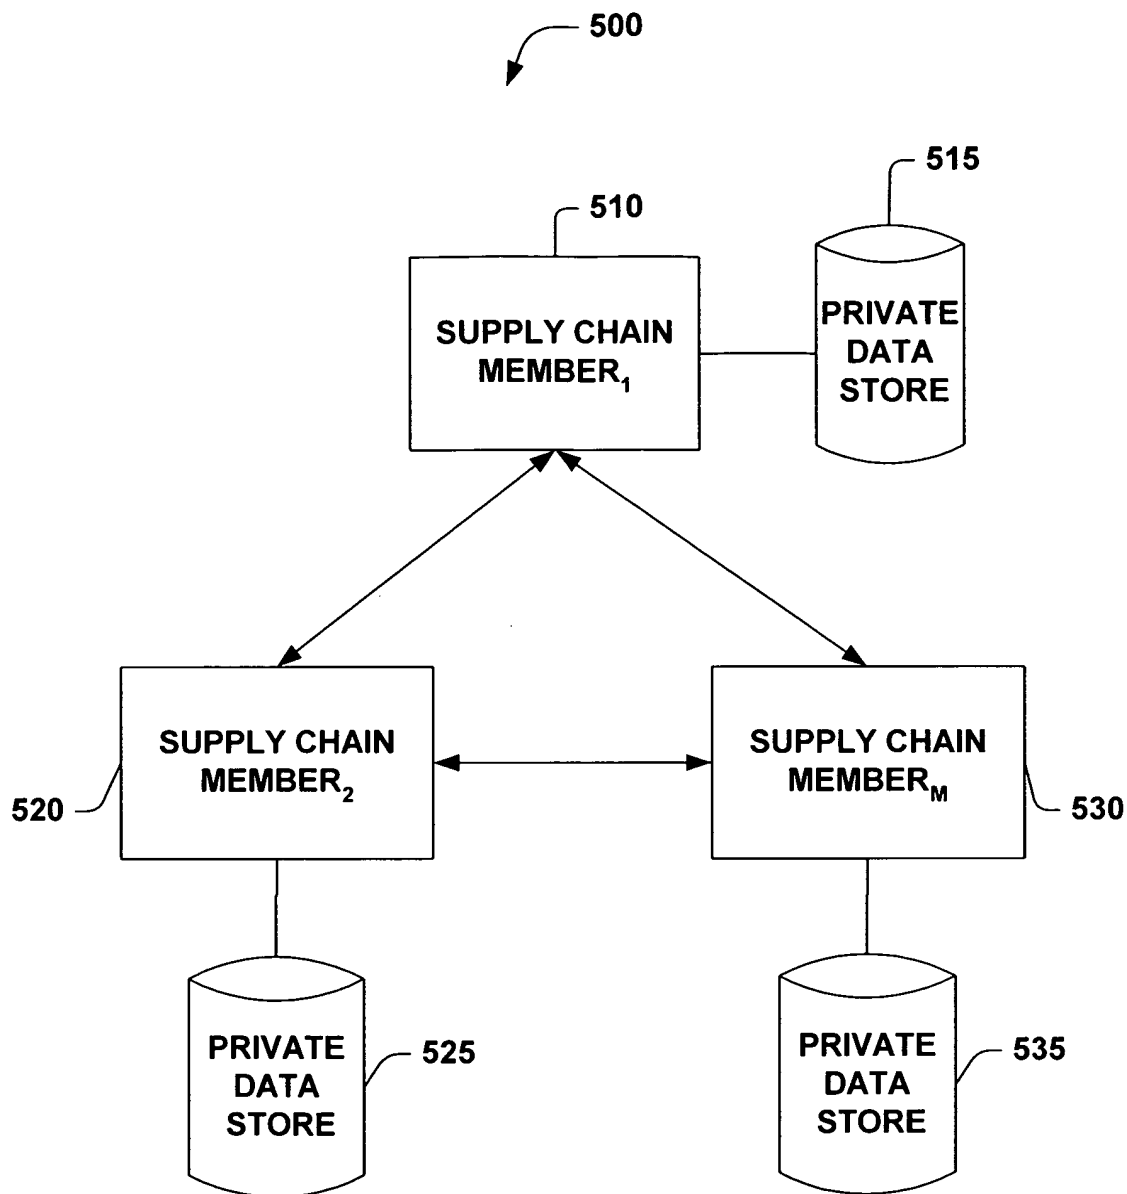 500
515
510
SUPPLY CHAIN
MEMBER₁
PRIVATE
DATA
STORE
SUPPLY CHAIN
MEMBER₂
SUPPLY CHAIN
MEMBER_M
520
530
PRIVATE
DATA
STORE
525
PRIVATE
DATA
STORE
535